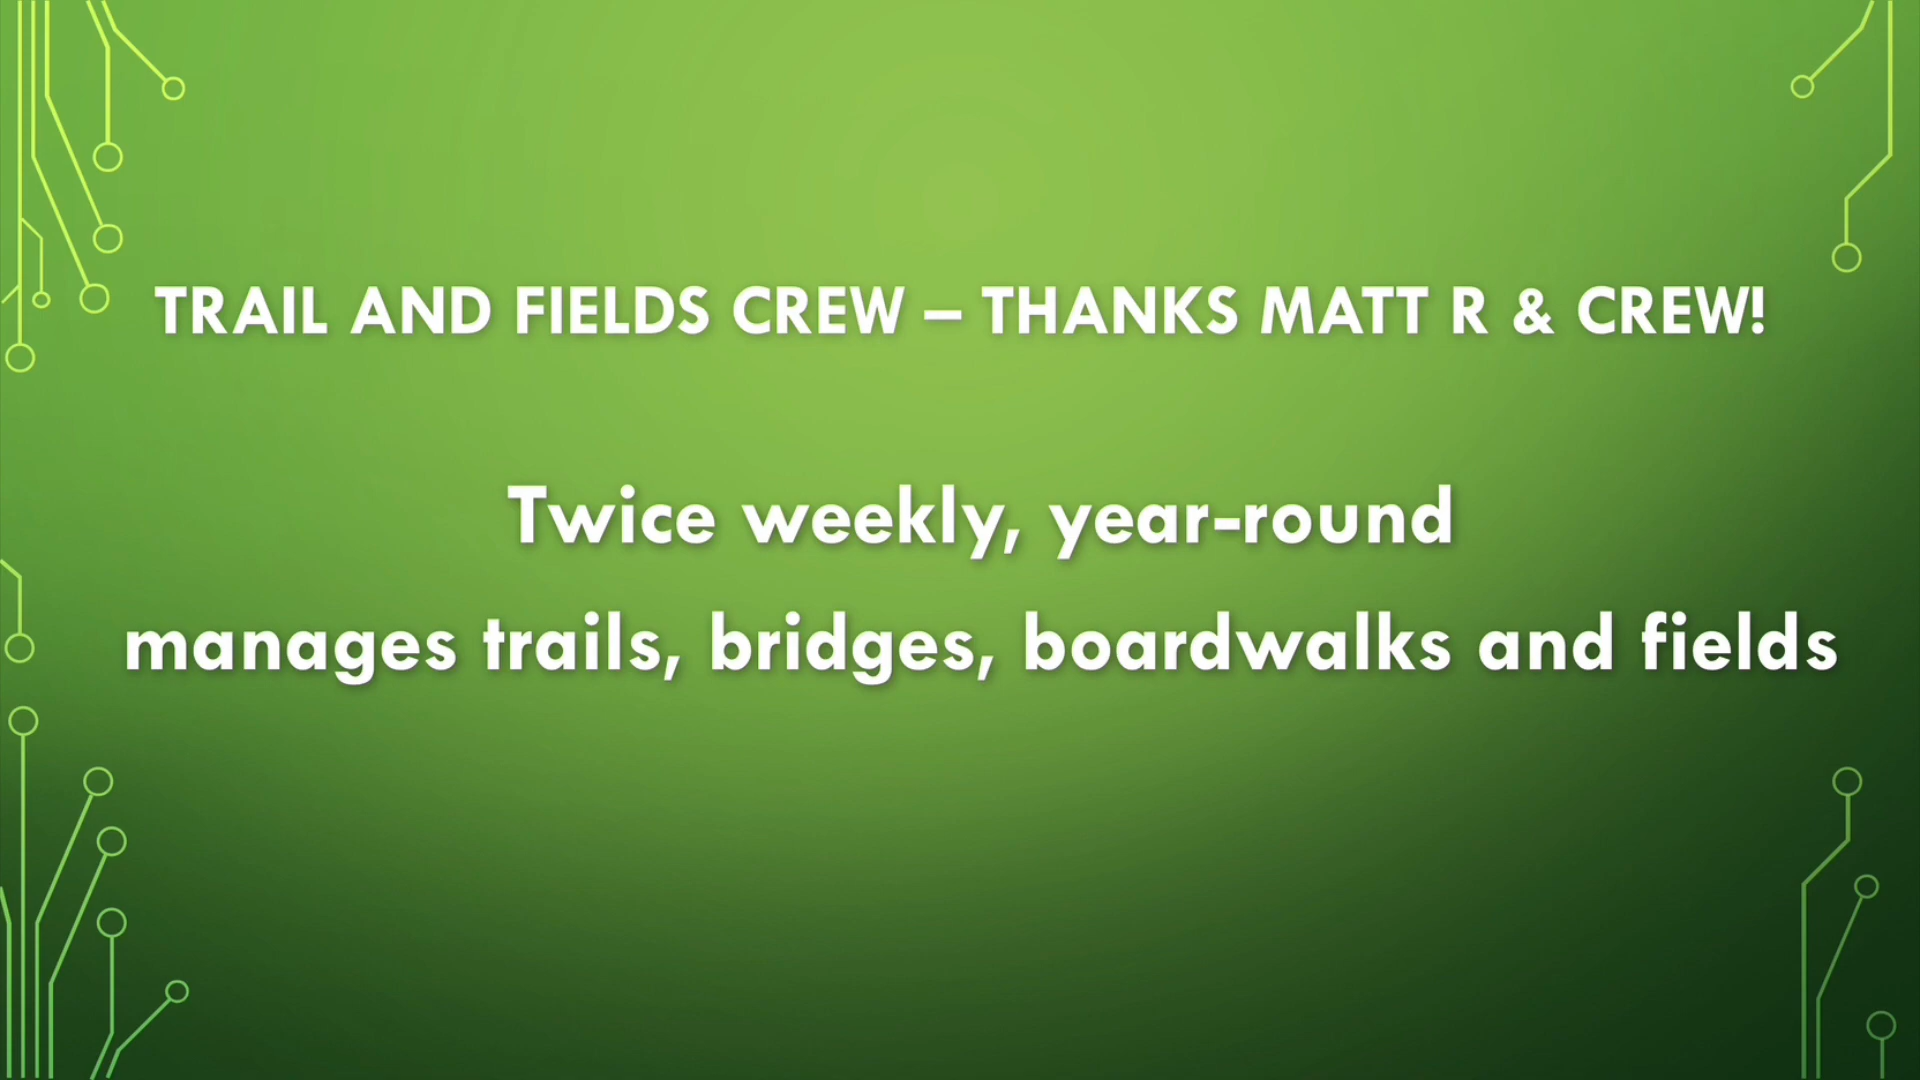 TRAIL AND FIELDS CREW – THANKS MATT R & CREW!
Twice weekly, year-round
manages trails, bridges, boardwalks and fields